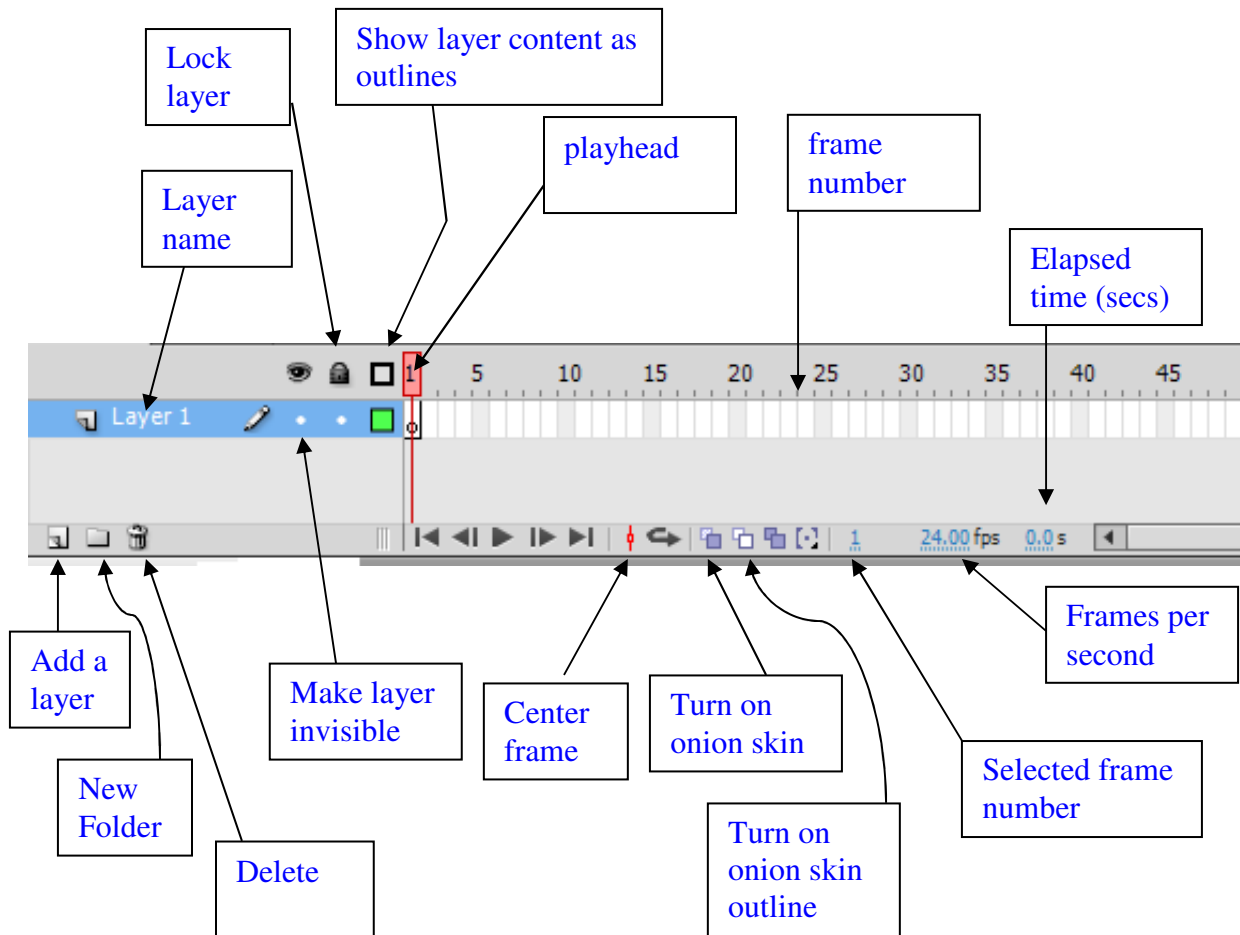 Show layer content as
outlines
Lock
layer
playhead
frame
number
Layer
name
Elapsed
time (secs)
1 5 10 15 20 25 30 35 40 45
Layer 1
1 24.00 fps 0.0 s
Add a
layer
Make layer
invisible
Center
frame
Turn on
onion skin
Frames per
second
Selected frame
number
New
Folder
Delete
Turn on
onion skin
outline